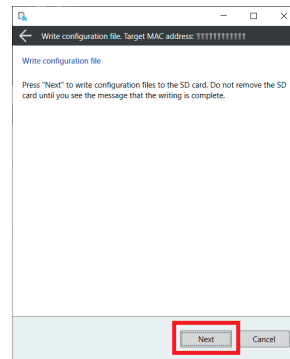 Write configuration file. Target MAC address:
Write configuration file
Press "Next" to write configuration files to the SD card. Do not remove the SD
card until you see the message that the writing is complete.
Next
Cancel